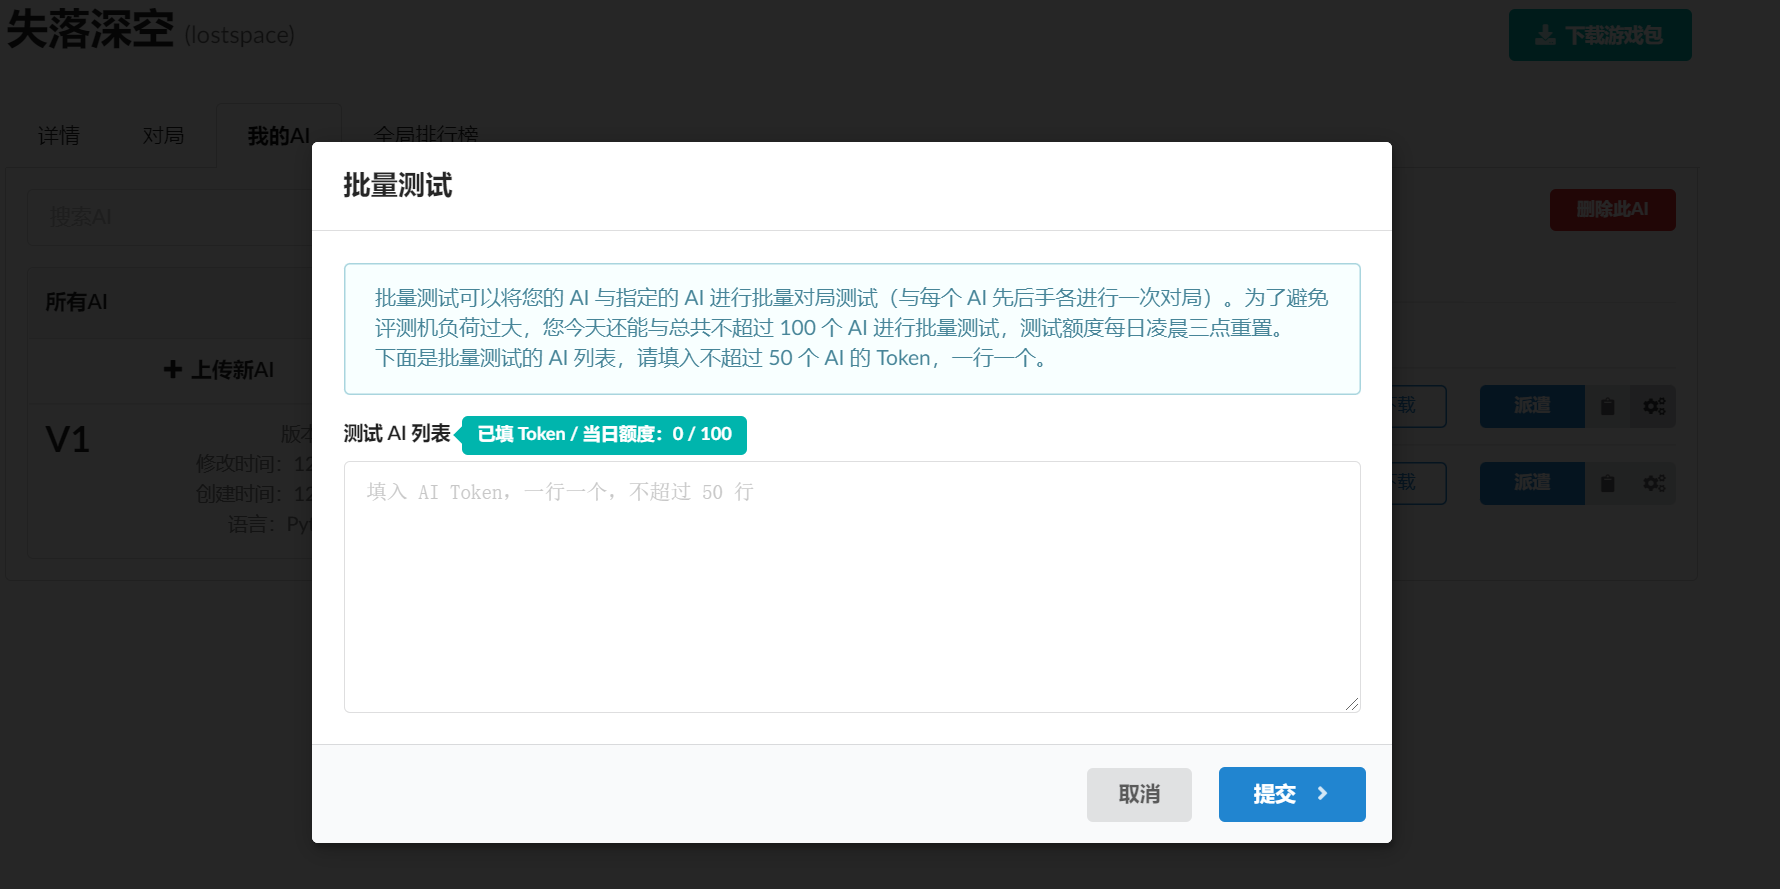 失落深空 (lostspace)
下载游戏包
详情
对局
我的AI
全局排行榜
搜索AI
删除此AI
所有AI
上传新AI
V1
版本
修改时间：12
创建时间：12
语言：Pyt
下载
派遣
下载
派遣
批量测试
批量测试可以将您的 AI 与指定的 AI 进行批量对局测试（与每个 AI 先后手各进行一次对局）。为了避免
评测机负荷过大，您今天还能与总共不超过 100 个 AI 进行批量测试，测试额度每日凌晨三点重置。
下面是批量测试的 AI 列表，请填入不超过 50 个 AI 的 Token，一行一个。
测试 AI 列表
已填 Token / 当日额度：0 / 100
填入 AI Token，一行一个，不超过 50 行
取消
提交